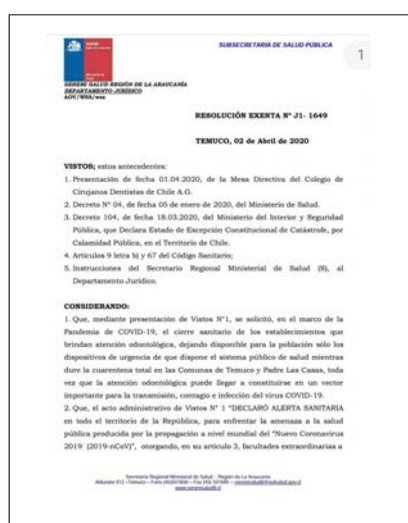 SUBSECRETARÍA DE SALUD PÚBLICA
1
SEREMI SALUD REGIÓN DE LA ARAUCANÍA
DEPARTAMENTO JURÍDICO
RESOLUCIÓN EXENTA Nº J1- 1649
TEMUCO, 02 de Abril de 2020
VISTOS; estos antecedentes:
1. Presentación de fecha 01.04.2020, de la Mesa Directiva del Colegio de
Cirujanos Dentistas de Chile A.G.
2. Decreto Nº 04, de fecha 05 de enero de 2020, del Ministerio de Salud.
3. Decreto 104, de fecha 18.03.2020, del Ministerio del Interior y Seguridad
Pública, que Declara Estado de Excepción Constitucional de Catástrofe, por
Calamidad Pública, en el Territorio de Chile.
4. Artículos 9 letra b) y 67 del Código Sanitario;
5. Instrucciones del Secretario Regional Ministerial de Salud (S), al
Departamento Jurídico.
CONSIDERANDO:
1. Que, mediante presentación de Vistos Nº1, se solicitó, en el marco de la
Pandemia de COVID-19, el cierre sanitario de los establecimientos que
brindan atención odontológica, dejando disponible para la población sólo los
dispositivos de urgencia de que dispone el sistema público de salud mientras
dure la cuarentena total en las Comunas de Temuco y Padre Las Casas, toda
vez que la atención odontológica puede llegar a constituirse en un vector
importante para la transmisión, contagio e infección del virus COVID-19.
2. Que, el acto administrativo de Vistos Nº 1 "DECLARÓ ALERTA SANITARIA
en todo el territorio de la República, para enfrentar la amenaza a la salud
pública producida por la propagación a nivel mundial del "Nuevo Coronavirus
2019 (2019-nCoV)", otorgando, en su artículo 3, facultades extraordinarias a
Secretaría Regional Ministerial de Salud - Región de La Araucanía